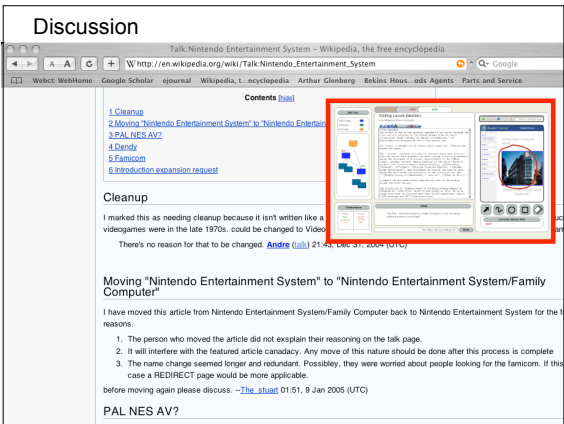 Discussion
Talk:Nintendo Entertainment System – Wikipedia, the free encyclopedia
A A C + W http://en.wikipedia.org/wiki/Talk:Nintendo_Entertainment_System Q Google
Webct: WebHome Google Scholar ejournal Wikipedia, t...ncyclopedia Arthur Glenberg Bekins Hous...ods Agents Parts and Service
Contents [hide]
1 Cleanup
2 Moving "Nintendo Entertainment System" to "Nintendo Entertain
3 PAL NES AV?
4 Dendy
5 Famicom
6 Introduction expansion request
Editing Louvre (section)
Cleanup
I marked this as needing cleanup because it isn't written like a
videogames were in the late 1970s. could be changed to Video
There's no reason for that to be changed. Andre (talk) 21:43, Dec 31, 2004 (UTC)
Moving "Nintendo Entertainment System" to "Nintendo Entertainment System/Family
Computer"
I have moved this article from Nintendo Entertainment System/Family Computer back to Nintendo Entertainment System for the f
reasons.
1. The person who moved the article did not exsplain their reasoning on the talk page.
2. It will interfere with the featured article canadacy. Any move of this nature should be done after this process is complete
3. The name change seemed longer and redundant. Possibley, they were worried about people looking for the famicom. If this
case a REDIRECT page would be more applicable.
before moving again please discuss. –The_stuart 01:51, 9 Jan 2005 (UTC)
PAL NES AV?